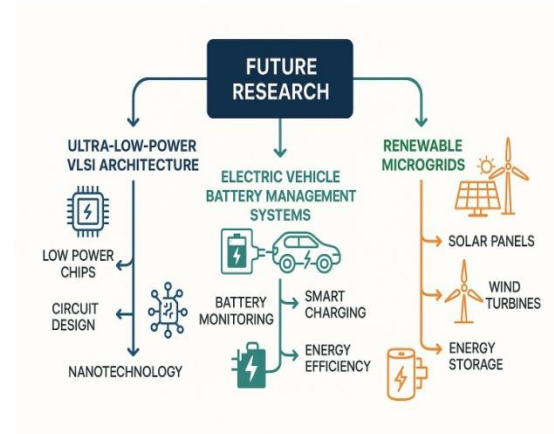 FUTURE
RESEARCH
ULTRA-LOW-POWER
VLSI ARCHITECTURE
LOW POWER
CHIPS
CIRCUIT
DESIGN
NANOTECHNOLOGY
ELECTRIC VEHICLE
BATTERY MANAGEMENT
SYSTEMS
BATTERY
MONITORING
SMART
CHARGING
ENERGY
EFFICIENCY
RENEWABLE
MICROGRIDS
SOLAR PANELS
WIND
TURBINES
ENERGY
STORAGE